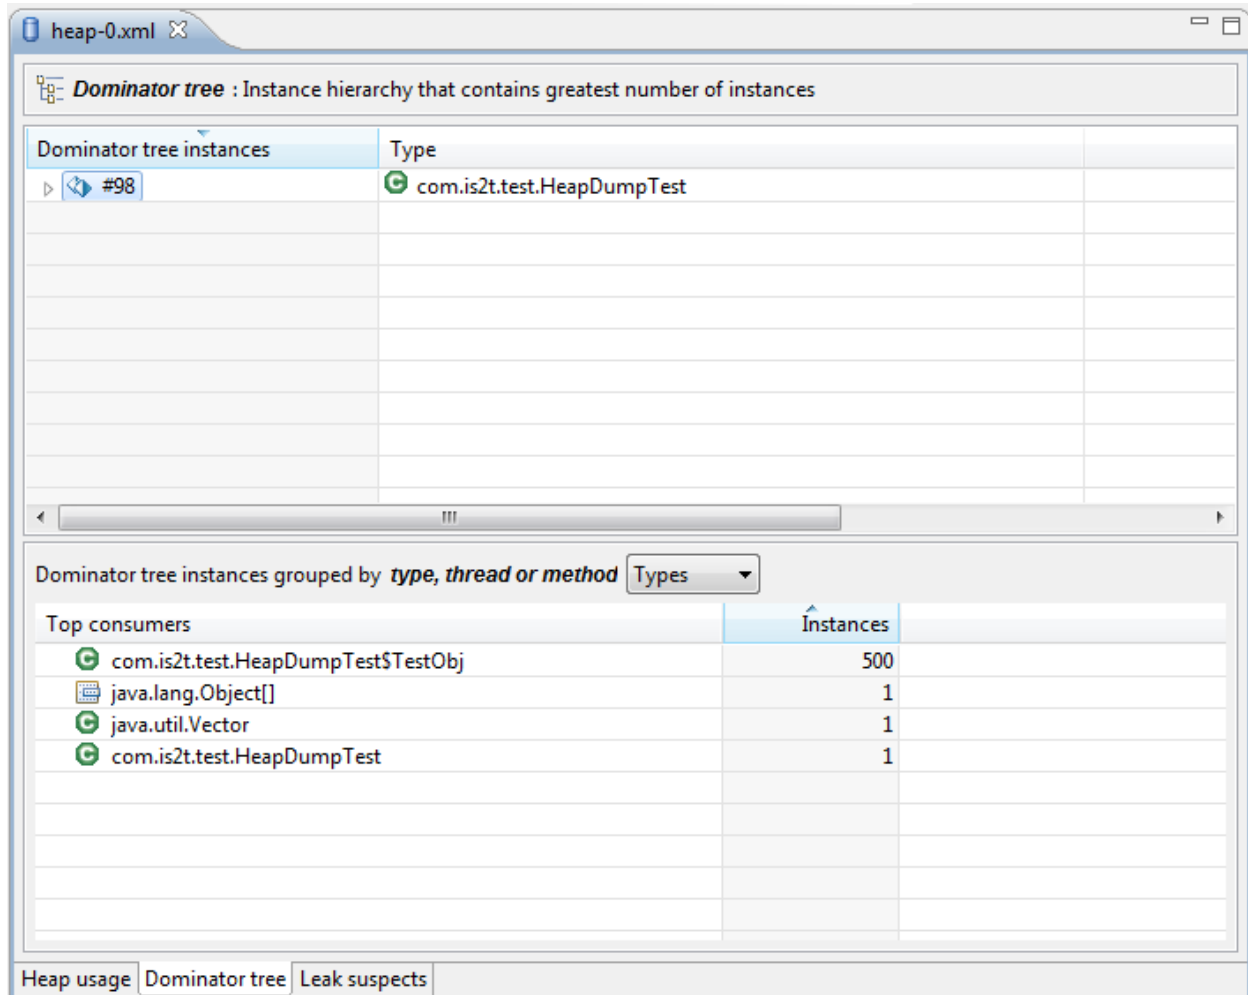 heap-0.xml
Dominator tree : Instance hierarchy that contains greatest number of instances
Dominator tree instances Type
#98 com.is2t.test.HeapDumpTest
Dominator tree instances grouped by type, thread or method Types
Top consumers Instances
com.is2t.test.HeapDumpTest$TestObj 500
java.lang.Object[] 1
java.util.Vector 1
com.is2t.test.HeapDumpTest 1
Heap usage Dominator tree Leak suspects